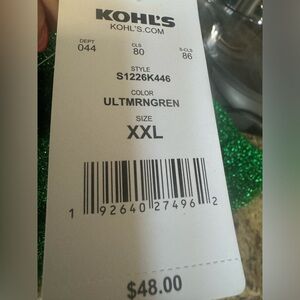 KOHL'S
KOHL'S.COM
DEPT CLS S-CLS
044 80 86
STYLE
S1226K446
COLOR
ULTMRNGREN
SIZE
XXL
1 92640 27496 2
$48.00